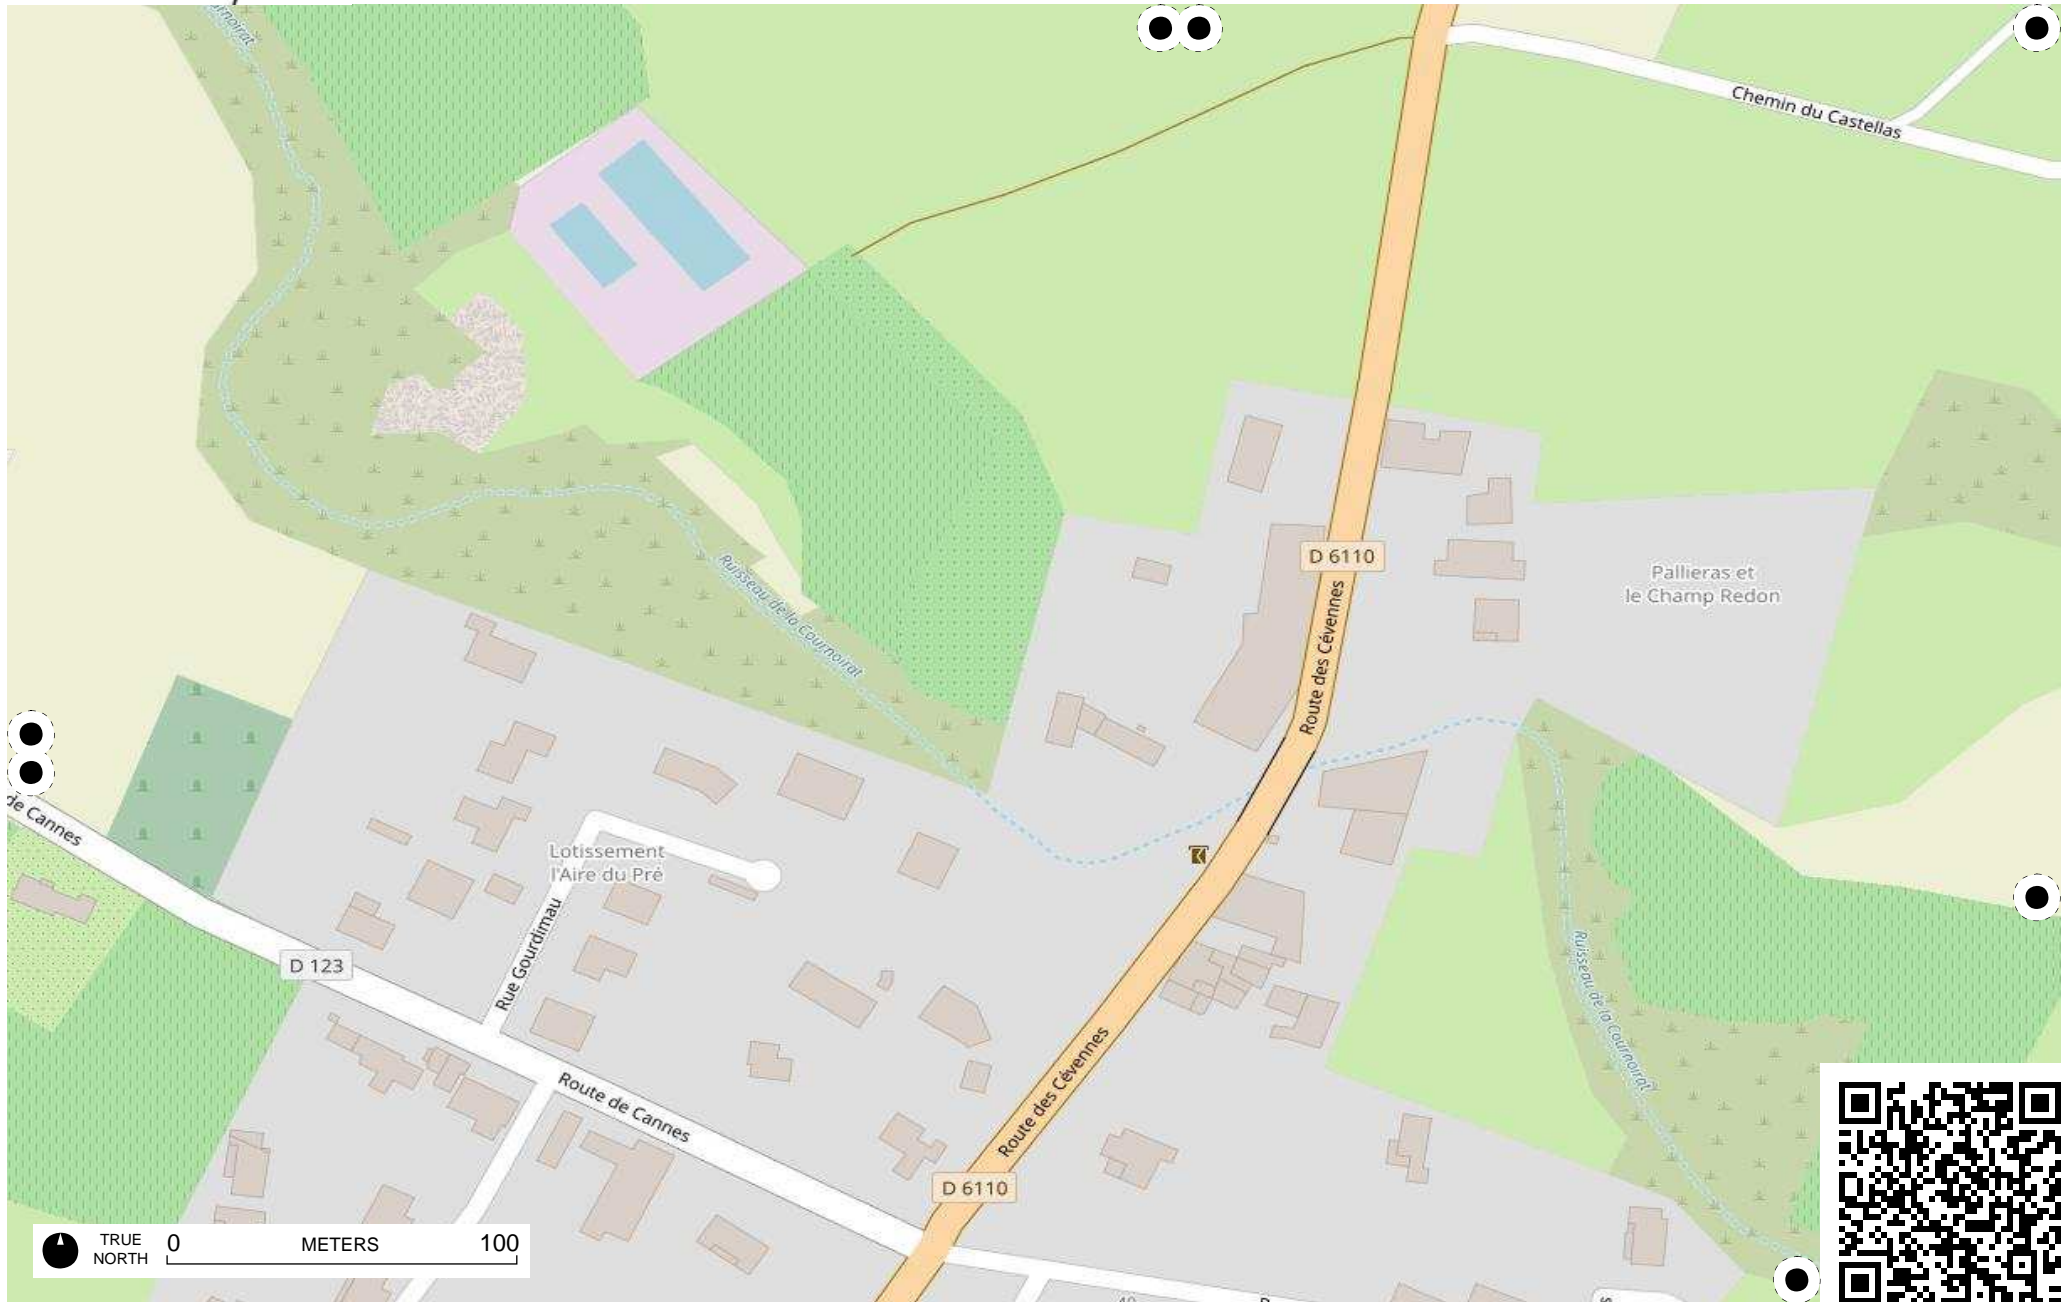 Chemin du Castellas
D 6110
Pallieras et
le Champ Redon
Ruisseau de la Cournoirat
Route des Cévennes
de Cannes
Lotissement
l'Aire du Pré
Rue Gourdimau
D 123
Ruisseau de la Cournoirat
Route de Cannes
Route des Cévennes
D 6110
TRUE
NORTH
0 METERS 100